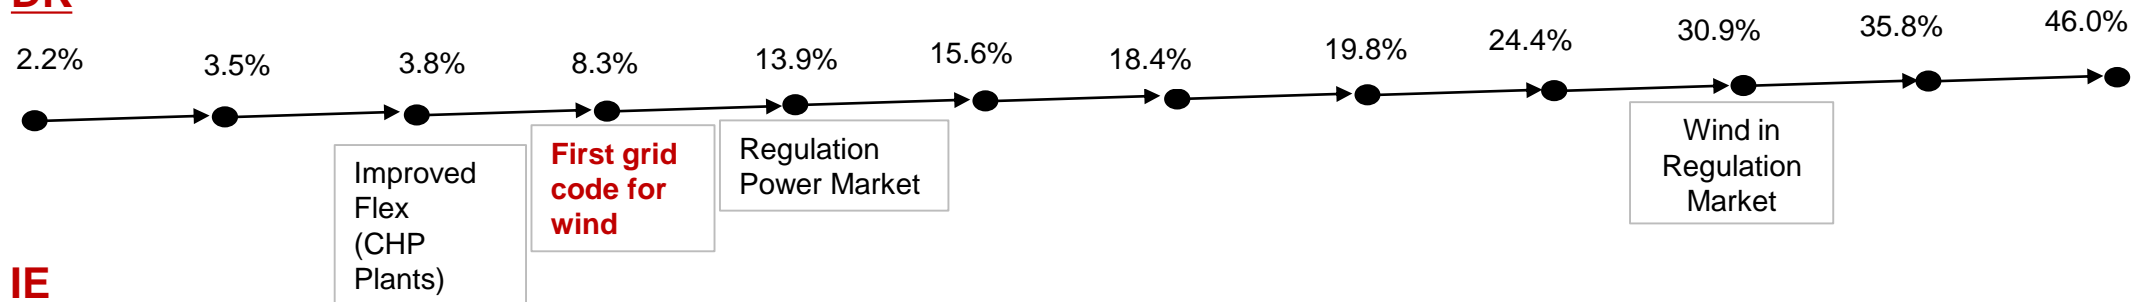 DK
2.2% 3.5% 3.8% 8.3% 13.9% 15.6% 18.4% 19.8% 24.4% 30.9% 35.8% 46.0%
Improved
Flex
(CHP
Plants)
First grid
code for
wind
Regulation
Power Market
Wind in
Regulation
Market
IE